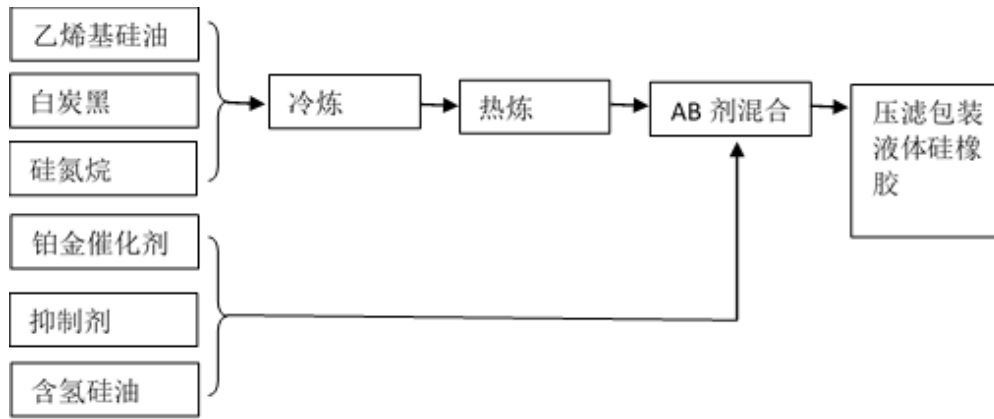 乙烯基硅油
白炭黑
硅氮烷
铂金催化剂
抑制剂
含氢硅油
冷炼
热炼
AB 剂混合
压滤包装
液体硅橡
胶